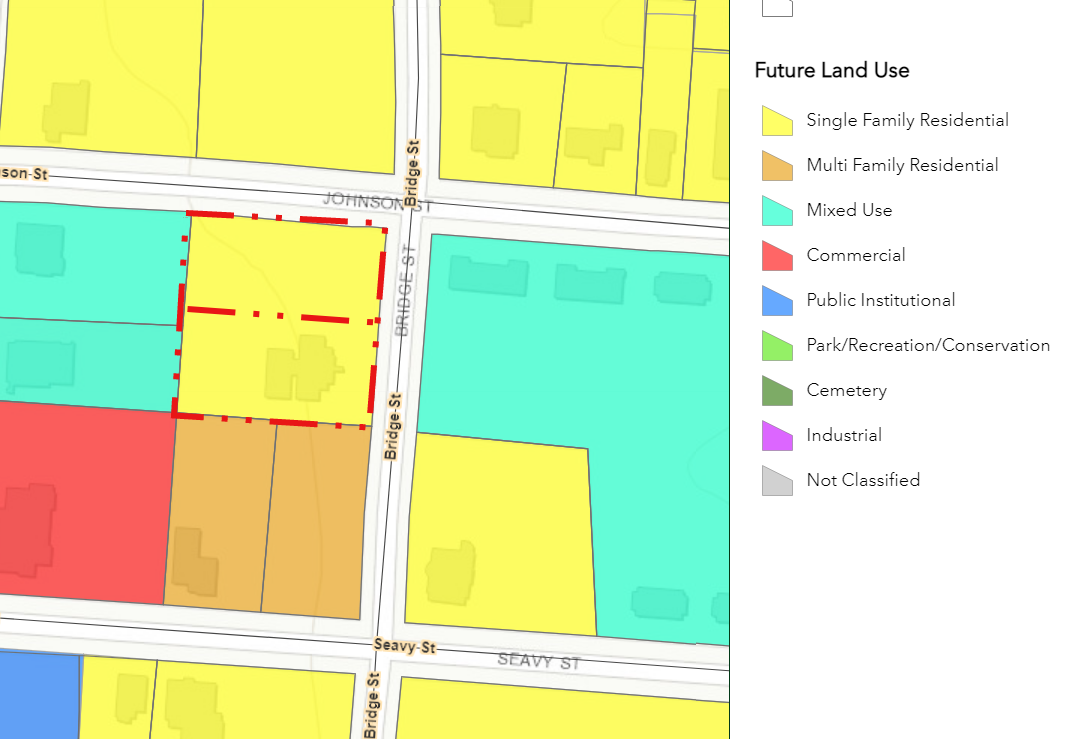 Bridge-St
son-St
JOHNSON ST
BRIDGE ST
Bridge-St
Seavy-St
SEAVY ST
Bridge-St
Future Land Use
Single Family Residential
Multi Family Residential
Mixed Use
Commercial
Public Institutional
Park/Recreation/Conservation
Cemetery
Industrial
Not Classified